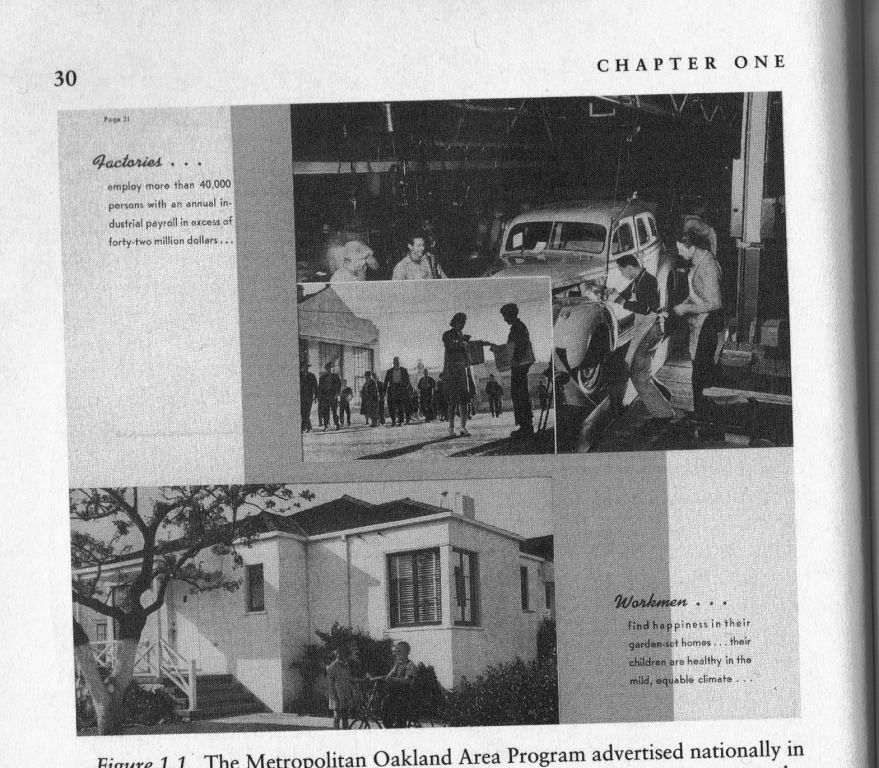 30
CHAPTER ONE
Page 21
Factories . . .
employ more than 40,000
persons with an annual in-
dustrial payroll in excess of
forty-two million dollars . . .
Workmen . . .
find happiness in their
garden-set homes . . . their
children are healthy in the
mild, equable climate . . .
Figure 1.1. The Metropolitan Oakland Area Program advertised nationally in